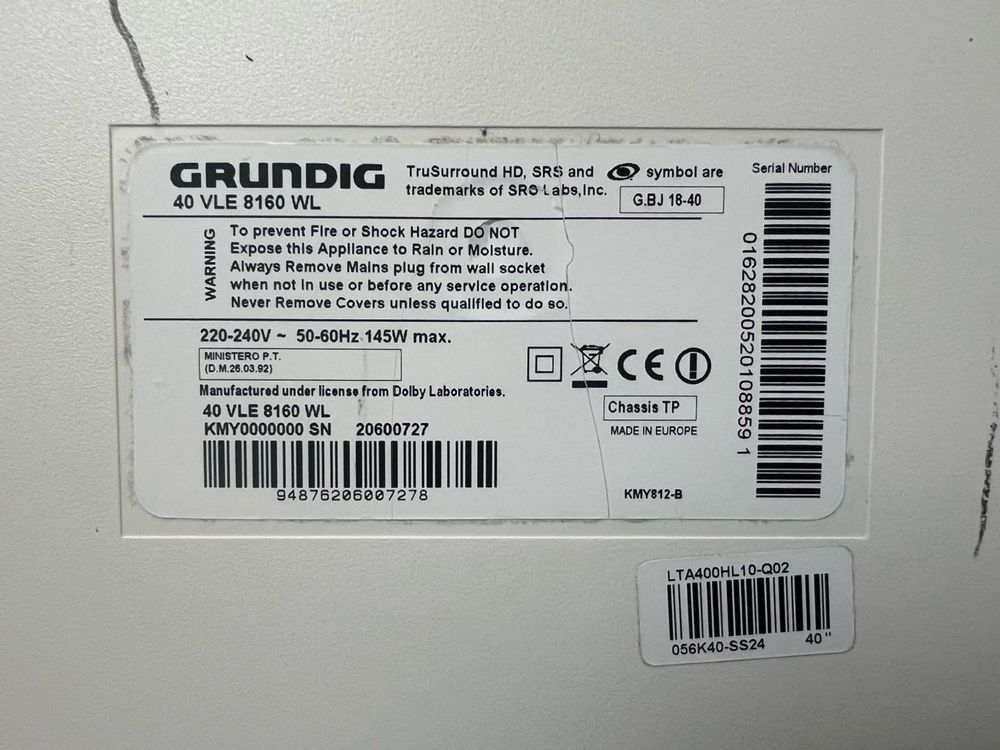 GRUNDIG
40 VLE 8160 WL
TruSurround HD, SRS and symbol are
trademarks of SRS Labs,Inc.
G.BJ 18-40
Serial Number
WARNING
To prevent Fire or Shock Hazard DO NOT
Expose this Appliance to Rain or Moisture.
Always Remove Mains plug from wall socket
when not in use or before any service operation.
Never Remove Covers unless qualified to do so.
220-240V ~ 50-60Hz 145W max.
MINISTERO P.T.
(D.M.26.03.92)
Manufactured under license from Dolby Laboratories.
40 VLE 8160 WL
KMY0000000 SN 20600727
94876206007278
CE
Chassis TP
MADE IN EUROPE
KMY812-B
01628200520108859 1
LTA400HL10-Q02
056K40-SS24 40"